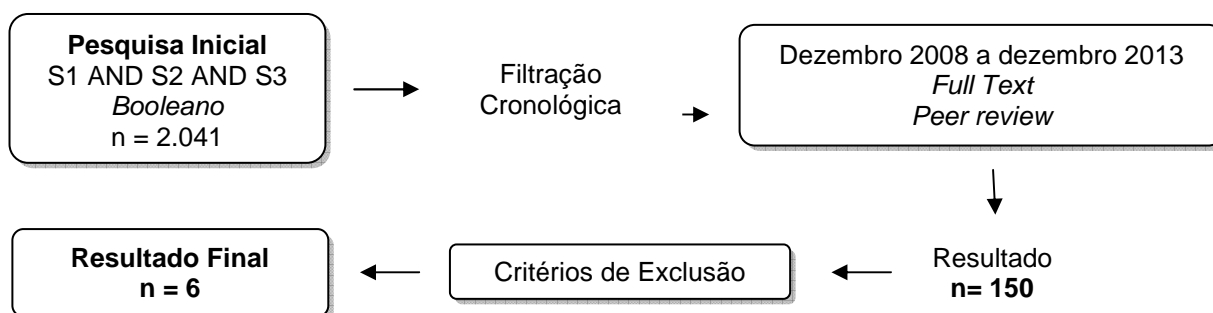 Pesquisa Inicial
S1 AND S2 AND S3
Booleano
n = 2.041
Filtração
Cronológica
Dezembro 2008 a dezembro 2013
Full Text
Peer review
Resultado
n= 150
Critérios de Exclusão
Resultado Final
n = 6